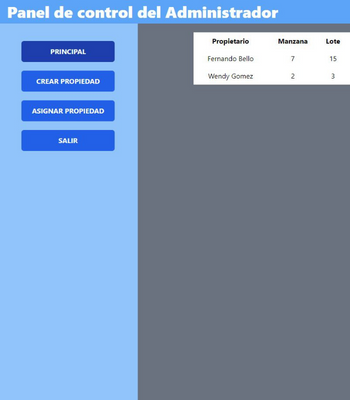 Panel de control del Administrador
PRINCIPAL
CREAR PROPIEDAD
ASIGNAR PROPIEDAD
SALIR
Propietario Manzana Lote
Fernando Bello 7 15
Wendy Gomez 2 3